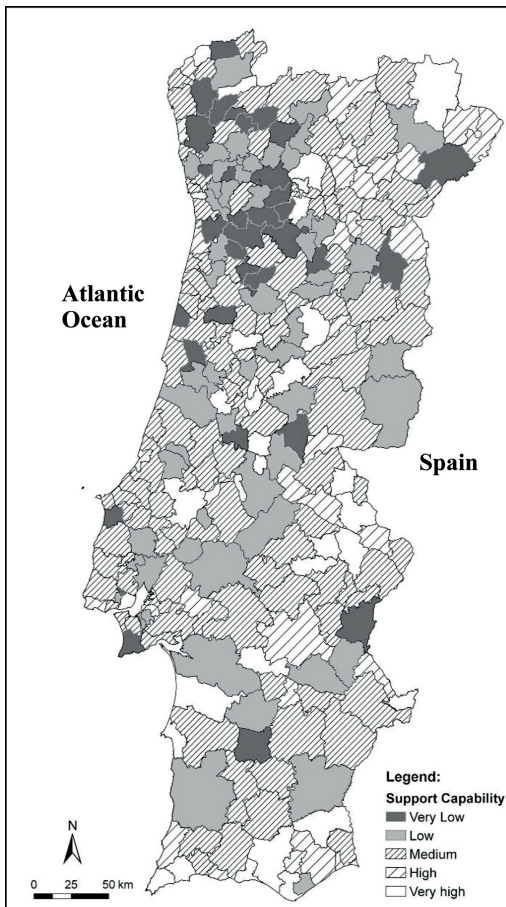 Atlantic
Ocean
Spain
Legend:
Support Capability
Very Low
Low
Medium
High
Very high
N
0 25 50 km